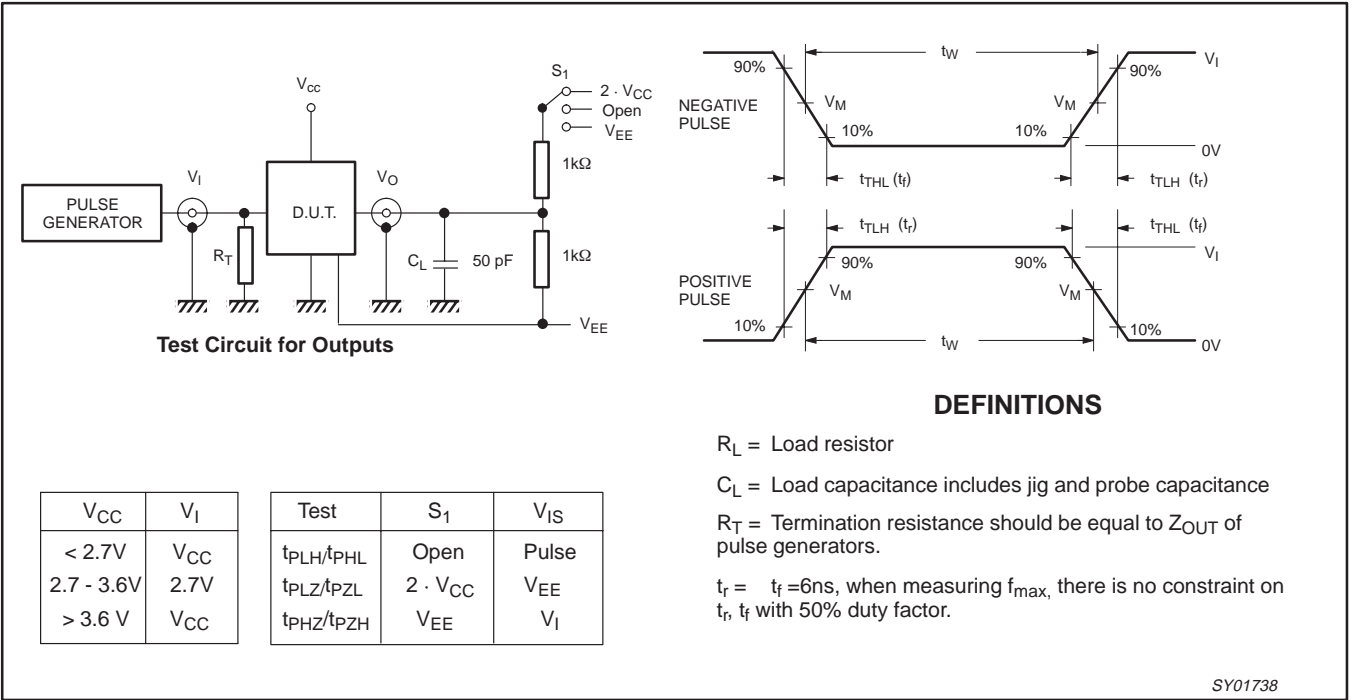 V_CC
S1
2 · VCC
Open
VEE
1kΩ
VI
VO
PULSE
GENERATOR
D.U.T.
RT
CL
50 pF
1kΩ
VEE
Test Circuit for Outputs
tW
90%
90%
VI
NEGATIVE
PULSE
VM
VM
10%
10%
0V
tTHL (tf)
tTLH (tr)
tTLH (tr)
tTHL (tf)
VI
90%
90%
POSITIVE
PULSE
VM
VM
10%
10%
tW
0V
DEFINITIONS
RL = Load resistor
CL = Load capacitance includes jig and probe capacitance
RT = Termination resistance should be equal to ZOUT of
pulse generators.
tr = tf =6ns, when measuring fmax, there is no constraint on
tr, tf with 50% duty factor.
VCC VI
< 2.7V VCC
2.7 - 3.6V 2.7V
> 3.6 V VCC
Test S1 VIS
tPLH/tPHL Open Pulse
tPLZ/tPZL 2 · VCC VEE
tPHZ/tPZH VEE VI
SY01738